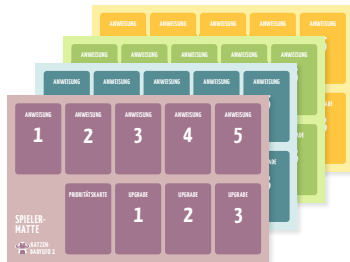 ANWEISUNG ANWEISUNG ANWEISUNG ANWEISUNG ANWEISUNG
ANWEISUNG ANWEISUNG ANWEISUNG ANWEISUNG ANWEISUNG
ANWEISUNG ANWEISUNG ANWEISUNG ANWEISUNG ANWEISUNG
ANWEISUNG ANWEISUNG ANWEISUNG ANWEISUNG ANWEISUNG
1 2 3 4 5
PRIORITÄTSKARTE UPGRADE UPGRADE UPGRADE
1 2 3
SPIELER-
MATTE
KATZEN-
BABYUFO 2